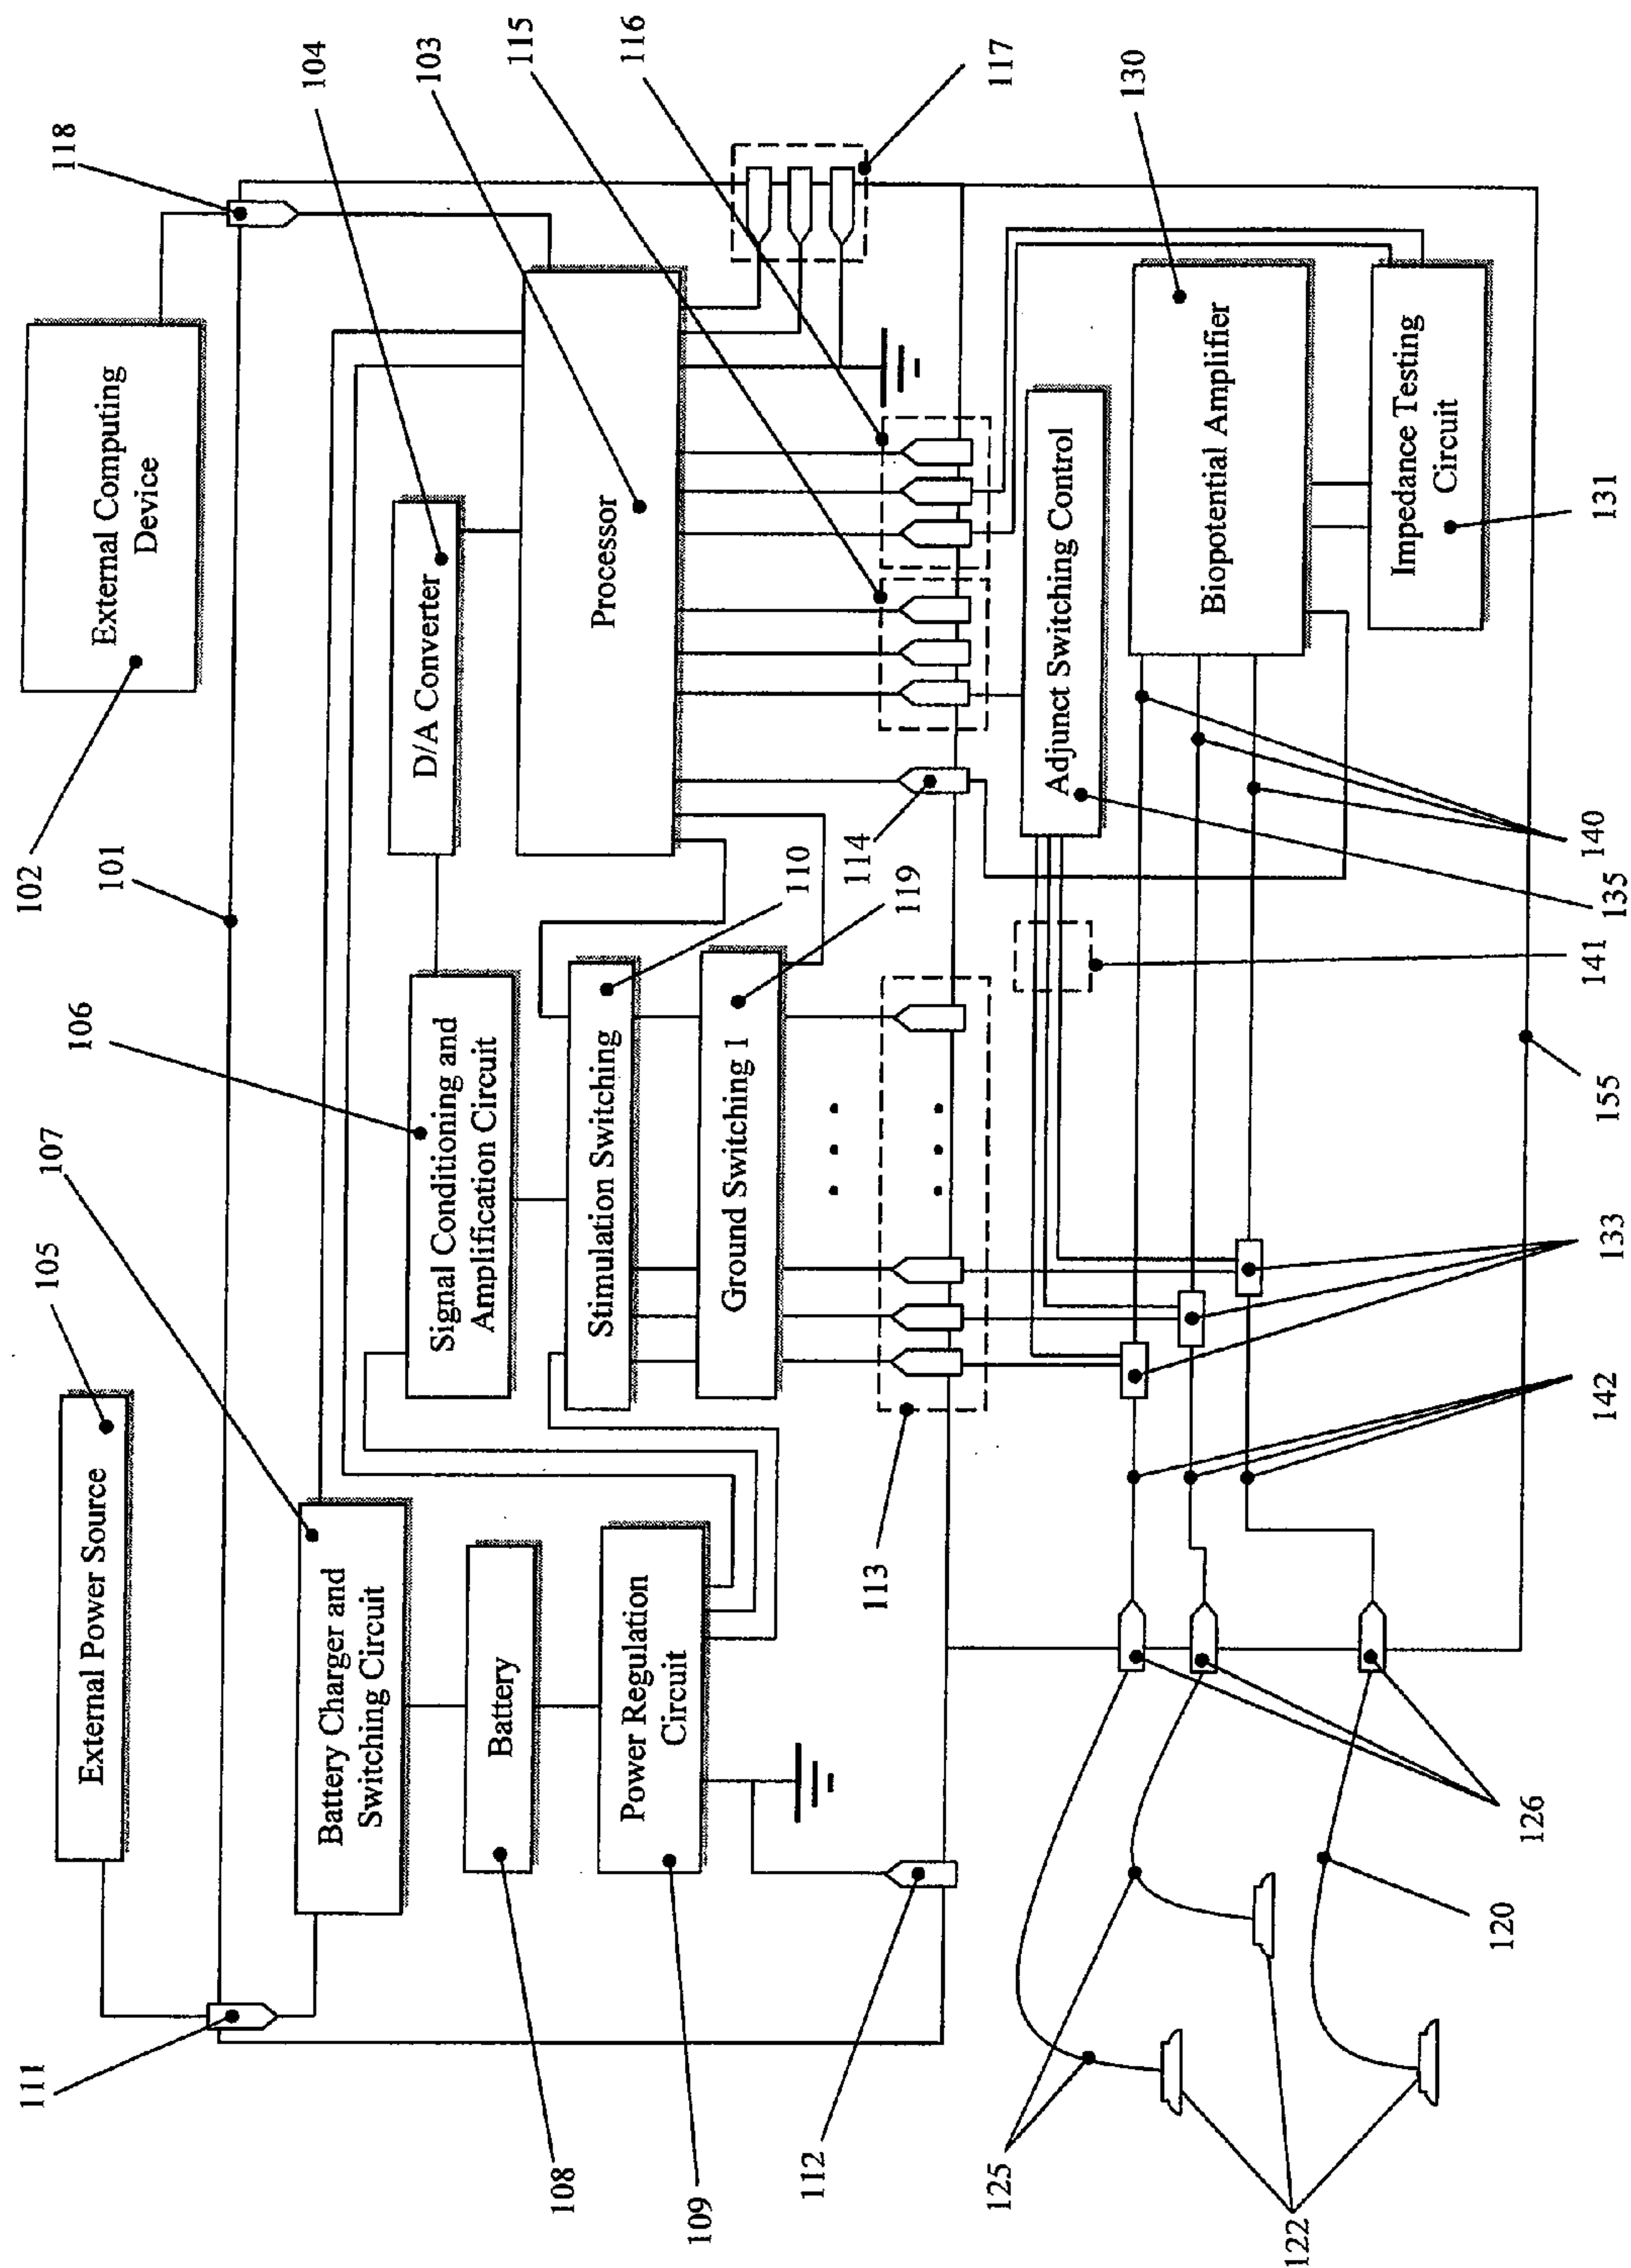 111
105
107
106
101
102
118
104
103
115
116
117
130
External Power Source
External Computing
Device
Battery Charger and
Switching Circuit
Signal Conditioning and
Amplification Circuit
D/A Converter
Battery
Stimulation Switching
Processor
Power Regulation
Circuit
Ground Switching 1
108
109
112
113
110
119
114
Adjunct Switching Control
Biopotential Amplifier
Impedance Testing
Circuit
125
122
120
126
142
133
155
141
135
140
131